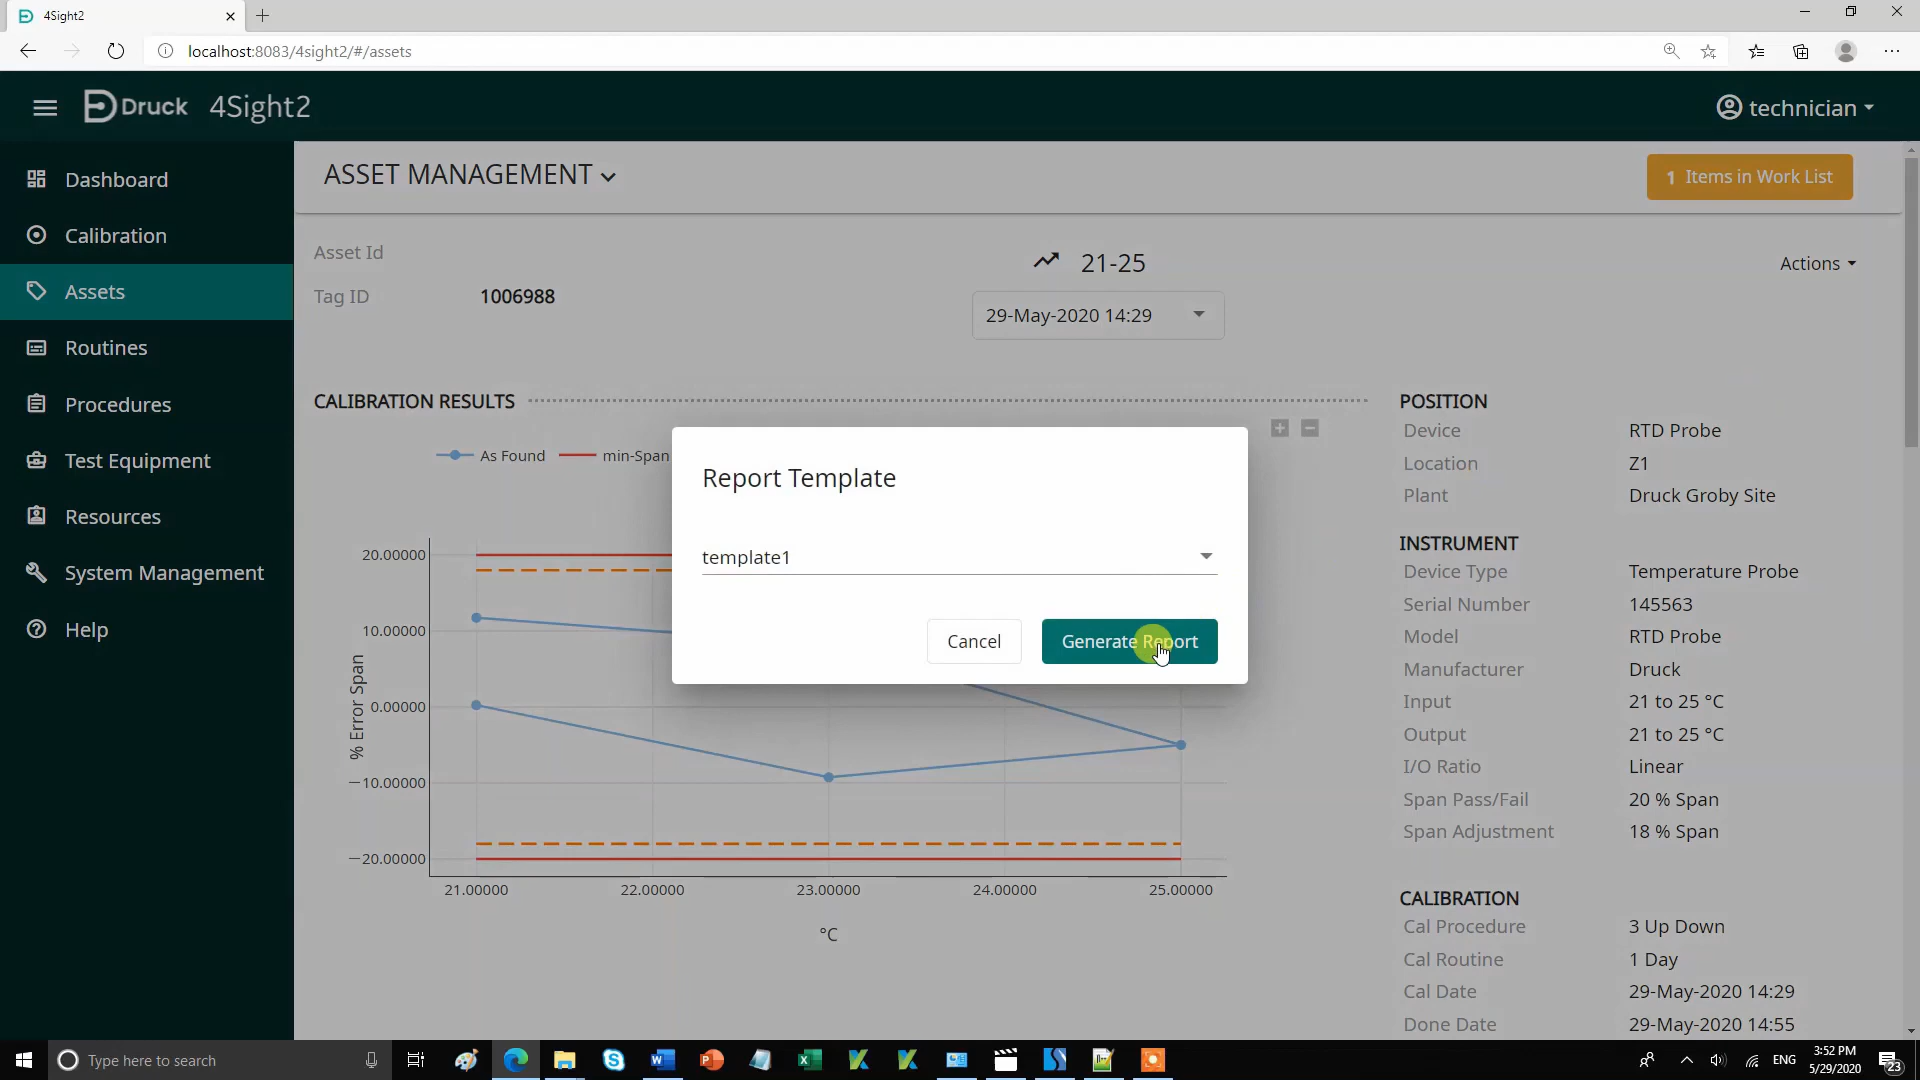 4Sight2
localhost:8083/4sight2/#/assets
Druck 4Sight2
technician
Dashboard
Calibration
Assets
Routines
Procedures
Test Equipment
Resources
System Management
Help
ASSET MANAGEMENT
1 Items in Work List
Asset Id
Tag ID 1006988
21-25
29-May-2020 14:29
Actions
CALIBRATION RESULTS
As Found min-Span
20.00000
10.00000
0.00000
−10.00000
−20.00000
% Error Span
21.00000 22.00000 23.00000 24.00000 25.00000
°C
Report Template
template1
Cancel Generate Report
POSITION
Device RTD Probe
Location Z1
Plant Druck Groby Site
INSTRUMENT
Device Type Temperature Probe
Serial Number 145563
Model RTD Probe
Manufacturer Druck
Input 21 to 25 °C
Output 21 to 25 °C
I/O Ratio Linear
Span Pass/Fail 20 % Span
Span Adjustment 18 % Span
CALIBRATION
Cal Procedure 3 Up Down
Cal Routine 1 Day
Cal Date 29-May-2020 14:29
Done Date 29-May-2020 14:55
Type here to search
ENG
3:52 PM
5/29/2020
23